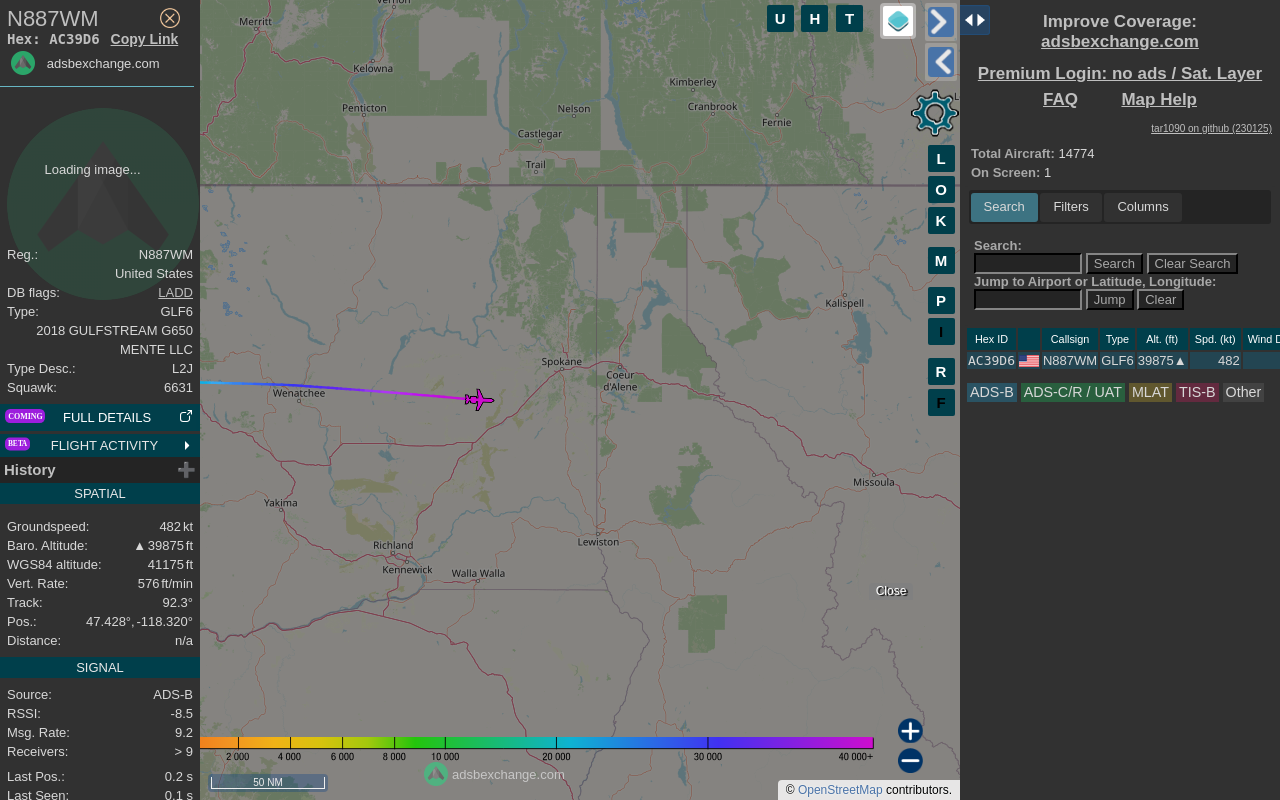 N887WM
Hex: AC39D6 Copy Link
adsbexchange.com
Loading image...
Reg.: N887WM
United States
DB flags: LADD
Type: GLF6
2018 GULFSTREAM G650
MENTE LLC
Type Desc.: L2J
Squawk: 6631
COMING FULL DETAILS
BETA FLIGHT ACTIVITY
History
SPATIAL
Groundspeed: 482 kt
Baro. Altitude: ▲ 39875 ft
WGS84 altitude: 41175 ft
Vert. Rate: 576 ft/min
Track: 92.3°
Pos.: 47.428°, -118.320°
Distance: n/a
SIGNAL
Source: ADS-B
RSSI: -8.5
Msg. Rate: 9.2
Receivers: > 9
Last Pos.: 0.2 s
Last Seen: 0.1 s
Vernon
Merritt
Kelowna
Penticton
Nelson
Castlegar
Trail
Kimberley
Cranbrook
Fernie
Kalispell
Spokane
Coeur
d'Alene
Wenatchee
Missoula
Yakima
Richland
Kennewick
Walla Walla
Lewiston
Close
U H T
L
O
K
M
P
I
R
F
2 000 4 000 6 000 8 000 10 000 20 000 30 000 40 000+
50 NM
adsbexchange.com
© OpenStreetMap contributors.
Improve Coverage:
adsbexchange.com
Premium Login: no ads / Sat. Layer
FAQ Map Help
tar1090 on github (230125)
Total Aircraft: 14774
On Screen: 1
Search Filters Columns
Search:
Search Clear Search
Jump to Airport or Latitude, Longitude:
Jump Clear
Hex ID Callsign Type Alt. (ft) Spd. (kt) Wind D
AC39D6 N887WM GLF6 39875▲ 482
ADS-B ADS-C/R / UAT MLAT TIS-B Other